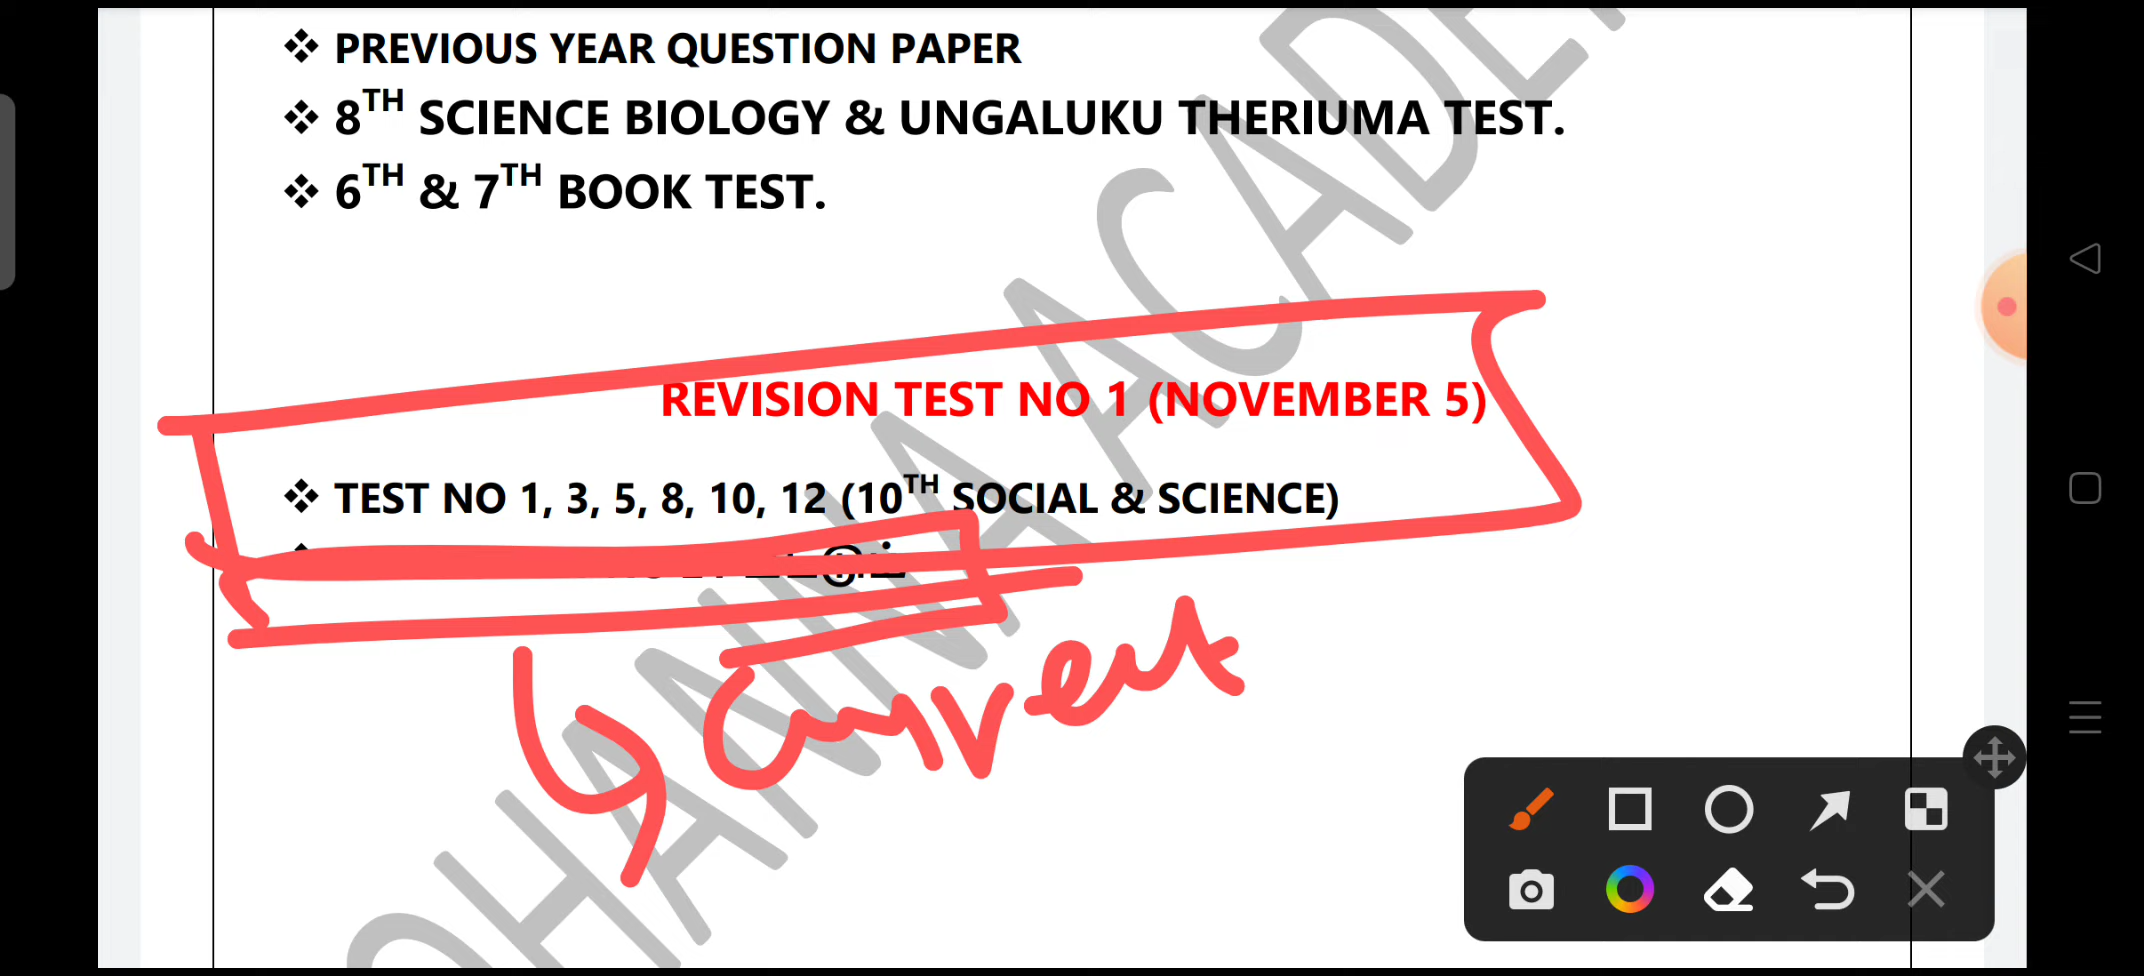 ❖ PREVIOUS YEAR QUESTION PAPER
❖ 8TH SCIENCE BIOLOGY & UNGALUKU THERIUMA TEST.
❖ 6TH & 7TH BOOK TEST.
REVISION TEST NO 1 (NOVEMBER 5)
❖ TEST NO 1, 3, 5, 8, 10, 12 (10TH SOCIAL & SCIENCE)